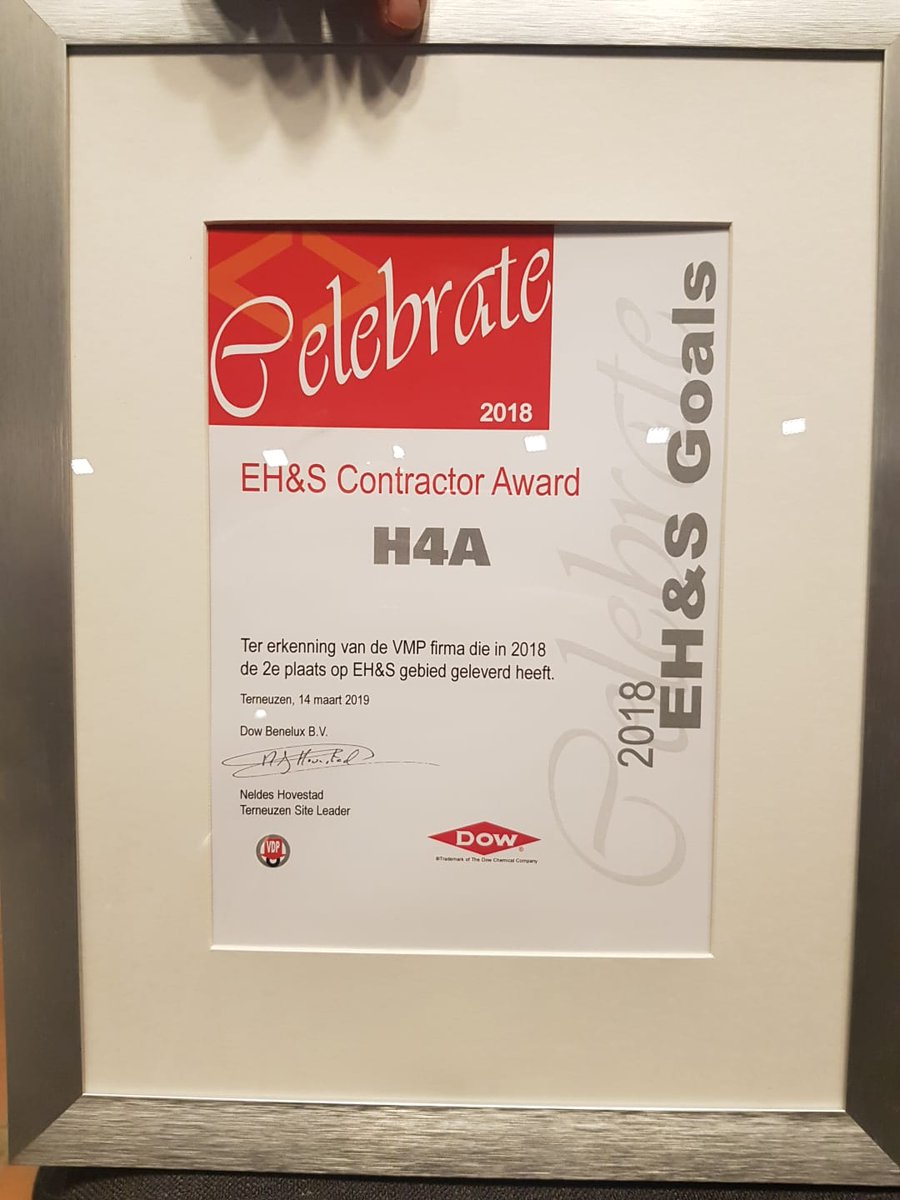 Celebrate
2018
EH&S Contractor Award
H4A
Ter erkenning van de VMP firma die in 2018
de 2e plaats op EH&S gebied geleverd heeft.
Terneuzen, 14 maart 2019
Dow Benelux B.V.
Neldes Hovestad
Terneuzen Site Leader
VDP
DOW
®Trademark of The Dow Chemical Company
Celebrate
2018
EH&S Goals